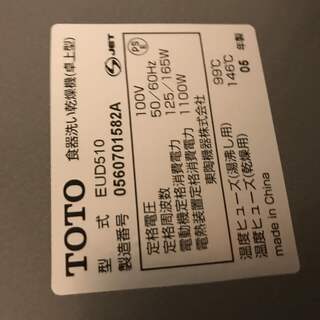 TOTO 食器洗い乾燥機(卓上型)
型 式 EUD510
製造番号 0560701582A
PS E
S JET
定格電圧 100V
定格周波数 50/60Hz
電動機定格消費電力 125/165W
電熱装置定格消費電力 1100W
東陶機器株式会社
温度ヒューズ(湯沸し用) 99℃
温度ヒューズ(乾燥用) 146℃
made in China 05 年製